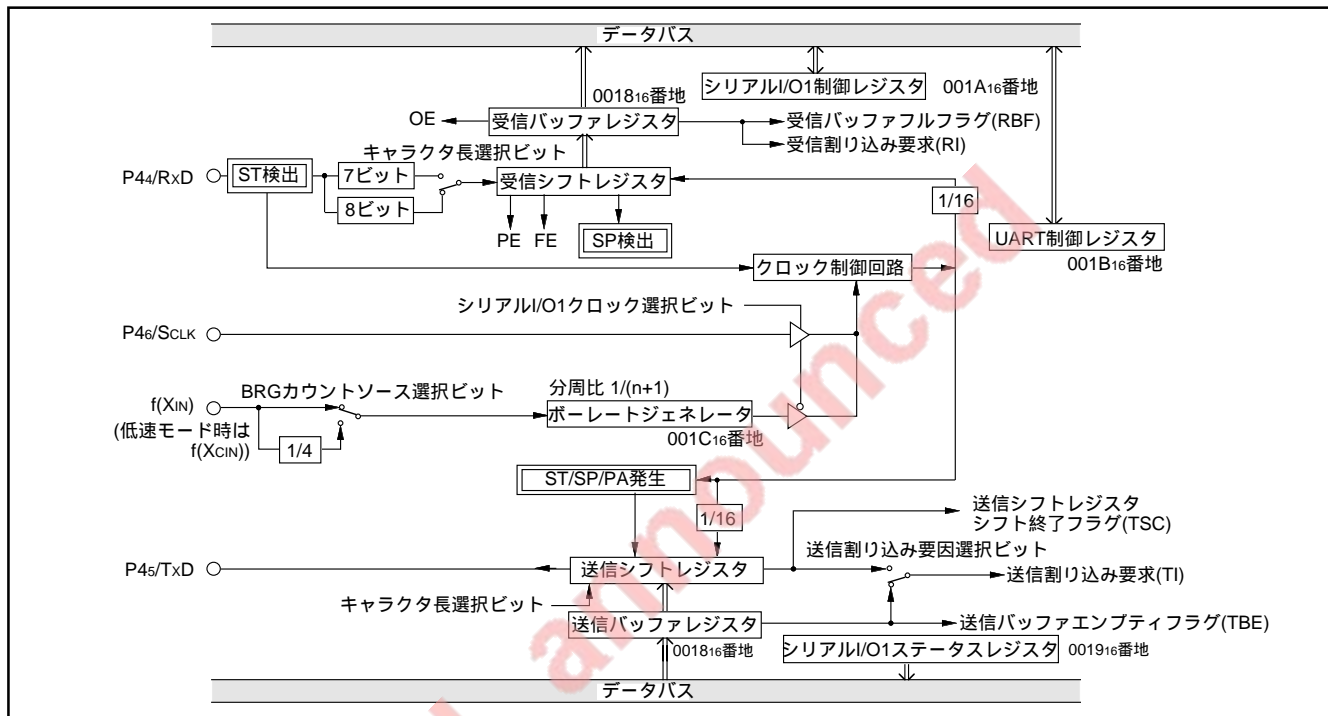 データバス
シリアルI/O1制御レジスタ
001A16番地
001816番地
OE
受信バッファレジスタ
受信バッファフルフラグ(RBF)
受信割り込み要求(RI)
キャラクタ長選択ビット
P44/RXD
ST検出
7ビット
8ビット
受信シフトレジスタ
1/16
PE
FE
SP検出
UART制御レジスタ
001B16番地
クロック制御回路
シリアルI/O1クロック選択ビット
P46/SCLK
BRGカウントソース選択ビット
分周比 1/(n+1)
f(XIN)
(低速モード時は
f(XCIN))
1/4
ボーレートジェネレータ
001C16番地
ST/SP/PA発生
1/16
送信シフトレジスタ
シフト終了フラグ(TSC)
送信割り込み要因選択ビット
P45/TXD
送信シフトレジスタ
送信割り込み要求(TI)
キャラクタ長選択ビット
送信バッファレジスタ
送信バッファエンプティフラグ(TBE)
001816番地
シリアルI/O1ステータスレジスタ
001916番地
データバス
announced